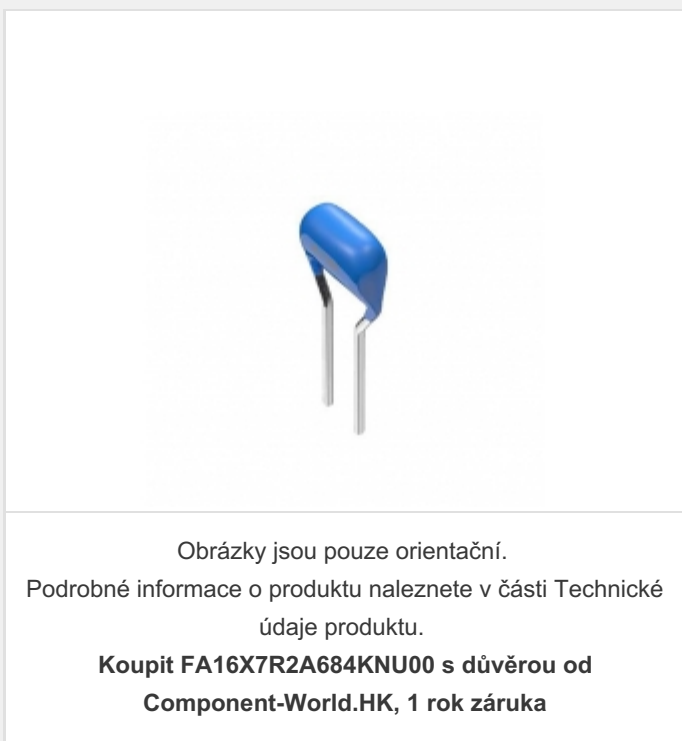 Obrázky jsou pouze orientační.
Podrobné informace o produktu naleznete v části Technické
údaje produktu.
Koupit FA16X7R2A684KNU00 s důvěrou od
Component-World.HK, 1 rok záruka